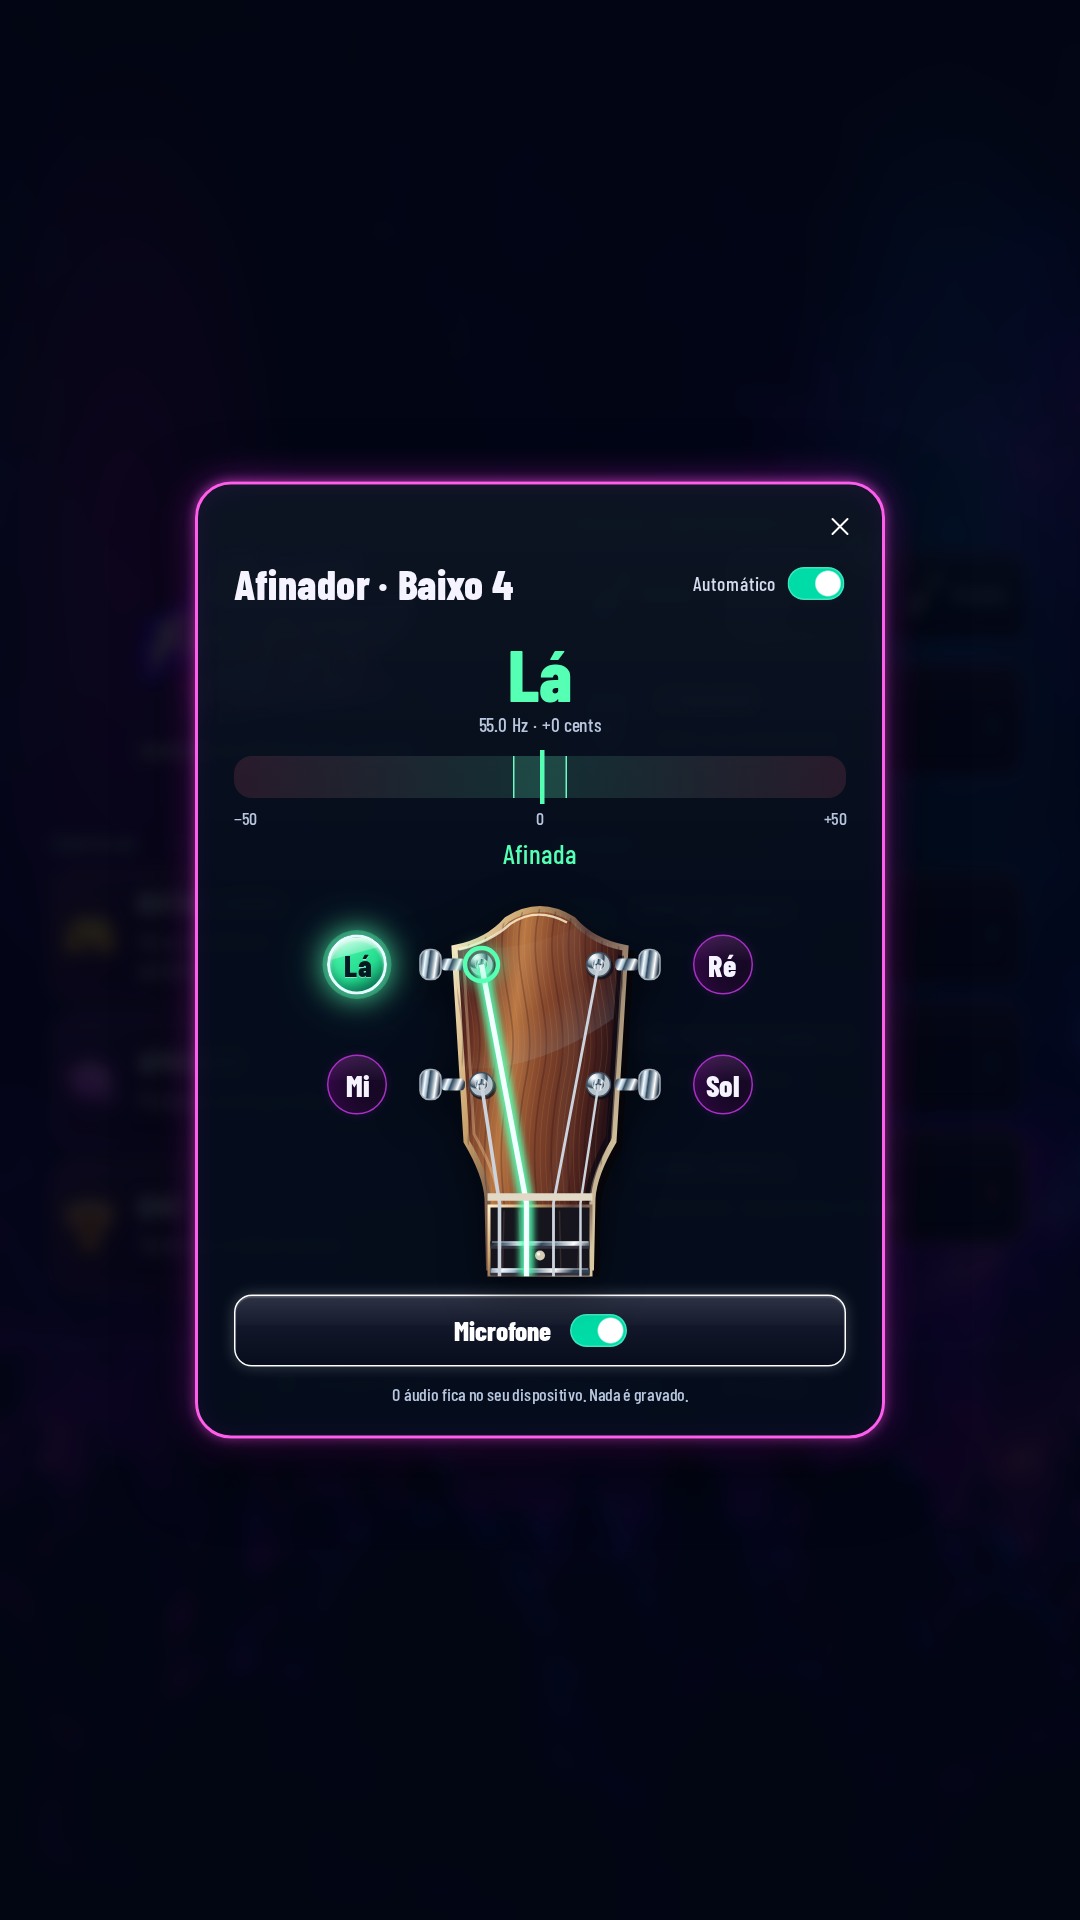 Afinador · Baixo 4
Automático
Lá
55.0 Hz · +0 cents
−50 0 +50
Afinada
Lá Ré
Mi Sol
Microfone
O áudio fica no seu dispositivo. Nada é gravado.